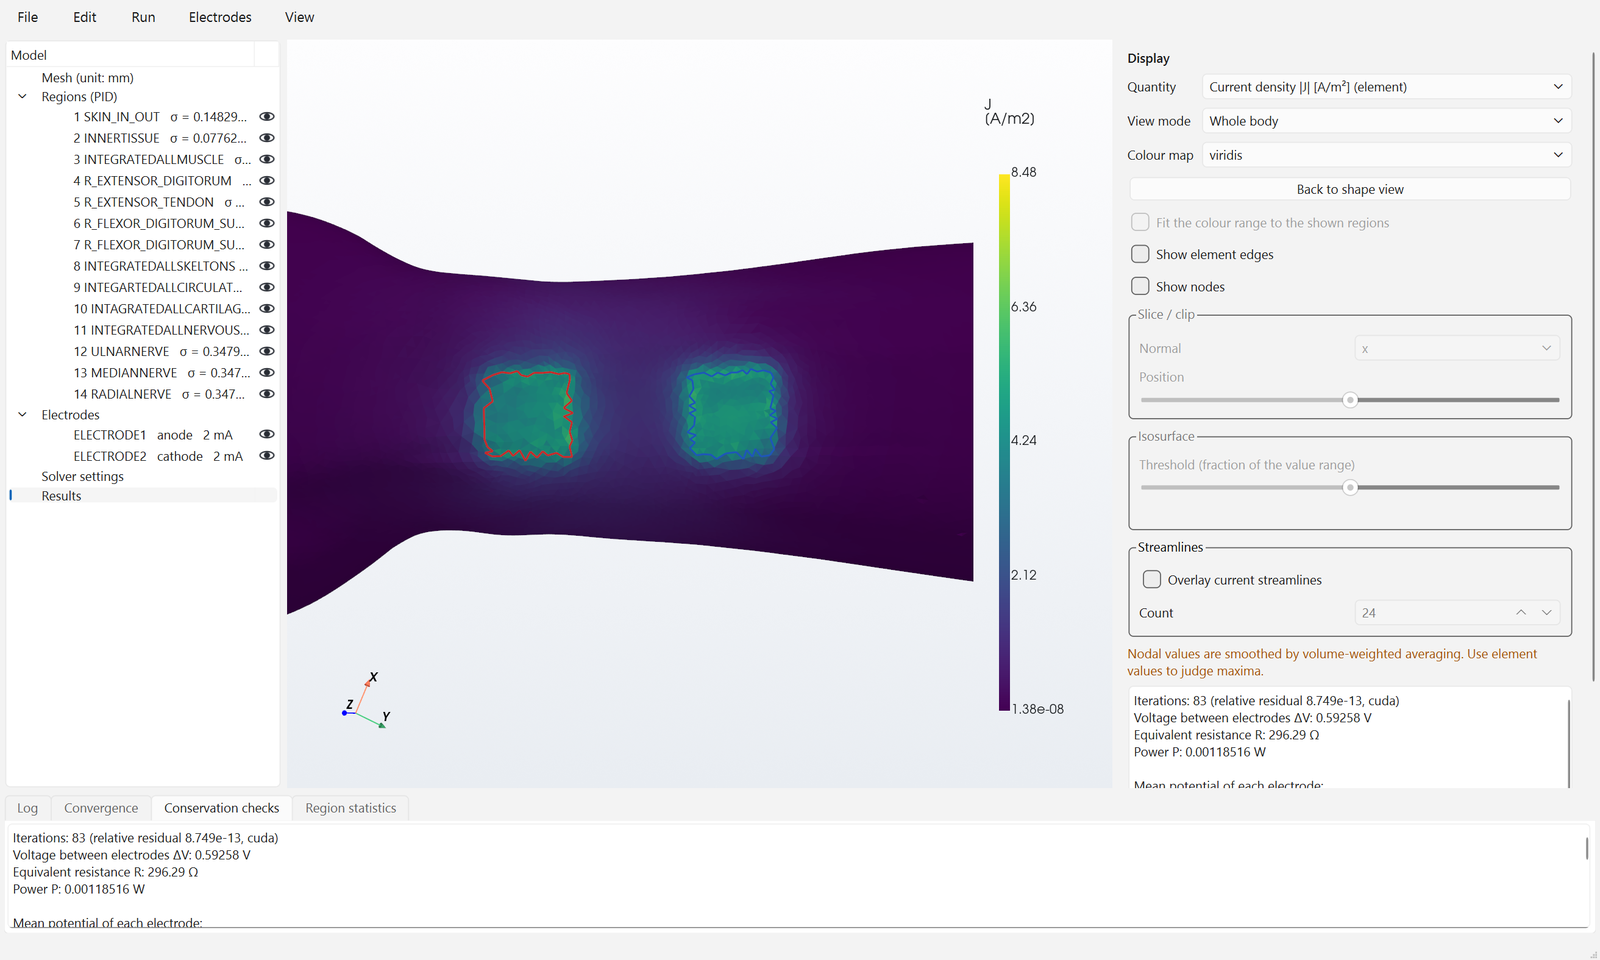 File Edit Run Electrodes View
Model
Mesh (unit: mm)
Regions (PID)
1 SKIN_IN_OUT σ = 0.14829...
2 INNERTISSUE σ = 0.07762...
3 INTEGRATEDALLMUSCLE σ...
4 R_EXTENSOR_DIGITORUM ...
5 R_EXTENSOR_TENDON σ ...
6 R_FLEXOR_DIGITORUM_SU...
7 R_FLEXOR_DIGITORUM_SU...
8 INTEGRATEDALLSKELTONS ...
9 INTEGARTEDALLCIRCULAT...
10 INTAGRATEDALLCARTILAG...
11 INTEGRATEDALLNERVOUS...
12 ULNARNERVE σ = 0.3479...
13 MEDIANNERVE σ = 0.347...
14 RADIALNERVE σ = 0.347...
Electrodes
ELECTRODE1 anode 2 mA
ELECTRODE2 cathode 2 mA
Solver settings
Results
J
(A/m2)
8.48
6.36
4.24
2.12
1.38e-08
X
Z
Y
Display
Quantity Current density |J| [A/m²] (element)
View mode Whole body
Colour map viridis
Back to shape view
Fit the colour range to the shown regions
Show element edges
Show nodes
Slice / clip
Normal x
Position
Isosurface
Threshold (fraction of the value range)
Streamlines
Overlay current streamlines
Count 24
Nodal values are smoothed by volume-weighted averaging. Use element
values to judge maxima.
Iterations: 83 (relative residual 8.749e-13, cuda)
Voltage between electrodes ΔV: 0.59258 V
Equivalent resistance R: 296.29 Ω
Power P: 0.00118516 W
Mean potential of each electrode:
Log Convergence Conservation checks Region statistics
Iterations: 83 (relative residual 8.749e-13, cuda)
Voltage between electrodes ΔV: 0.59258 V
Equivalent resistance R: 296.29 Ω
Power P: 0.00118516 W
Mean potential of each electrode: